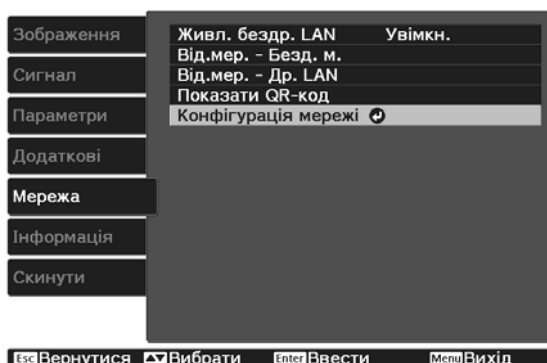 Зображення
Сигнал
Параметри
Додаткові
Мережа
Інформація
Скинути
Живл. бездр. LAN Увімкн.
Від.мер. - Безд. м.
Від.мер. - Др. LAN
Показати QR-код
Конфігурація мережі
Esc Вернутися Вибрати Enter Ввести Menu Вихід